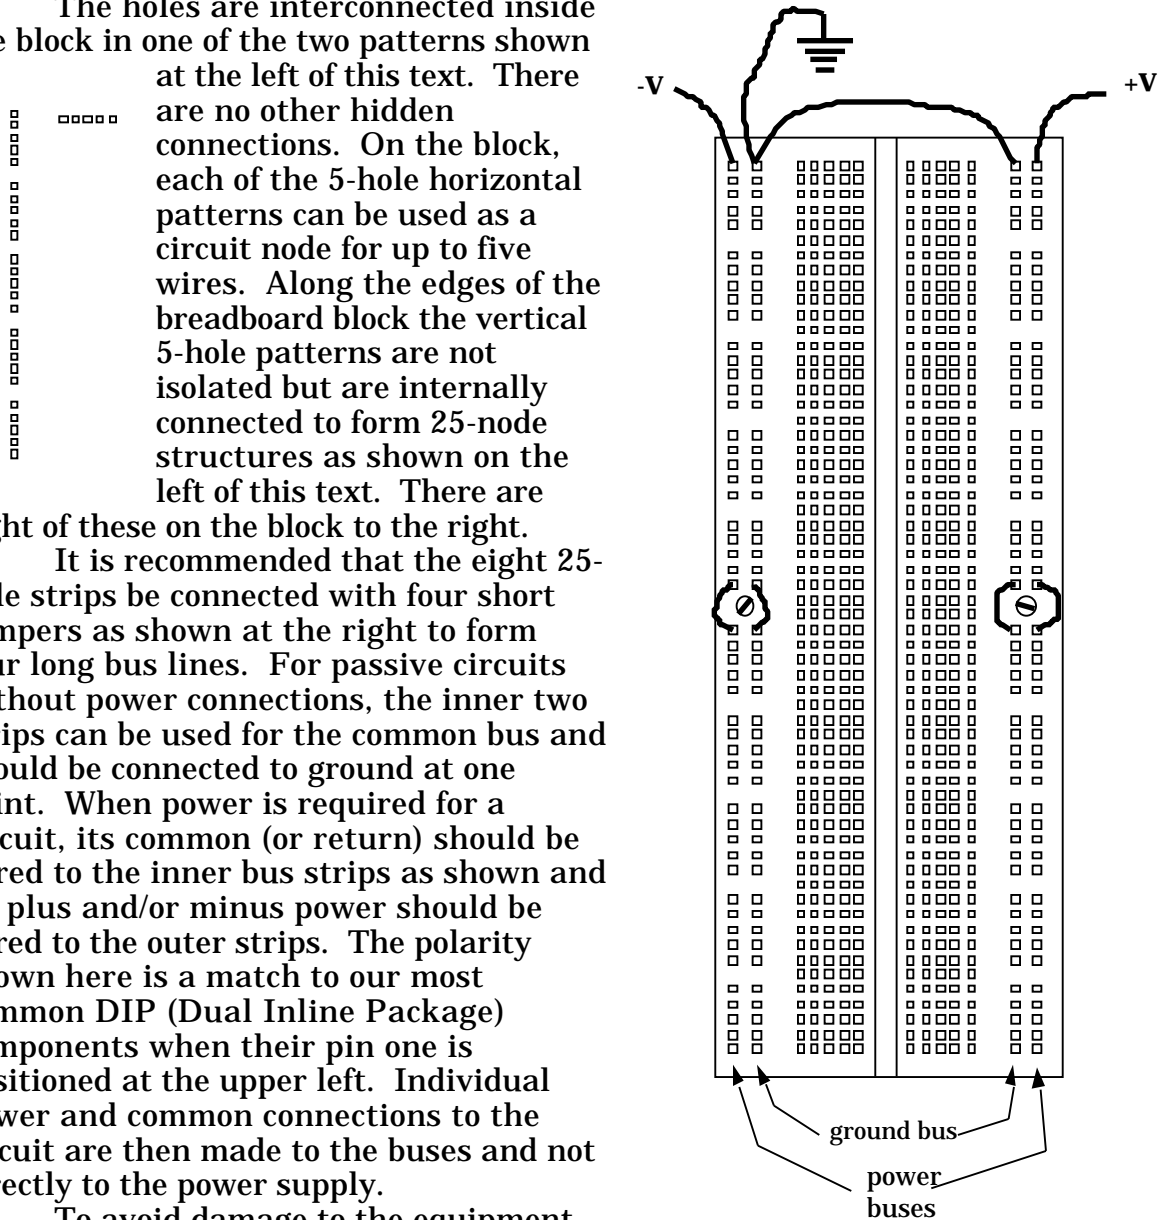 The holes are interconnected inside
e block in one of the two patterns shown
at the left of this text. There
are no other hidden
connections. On the block,
each of the 5-hole horizontal
patterns can be used as a
circuit node for up to five
wires. Along the edges of the
breadboard block the vertical
5-hole patterns are not
isolated but are internally
connected to form 25-node
structures as shown on the
left of this text. There are
ght of these on the block to the right.
It is recommended that the eight 25-
le strips be connected with four short
mpers as shown at the right to form
ur long bus lines. For passive circuits
thout power connections, the inner two
rips can be used for the common bus and
ould be connected to ground at one
int. When power is required for a
cuit, its common (or return) should be
red to the inner bus strips as shown and
plus and/or minus power should be
red to the outer strips. The polarity
own here is a match to our most
mmon DIP (Dual Inline Package)
mponents when their pin one is
sitioned at the upper left. Individual
wer and common connections to the
cuit are then made to the buses and not
rectly to the power supply.
To avoid damage to the equipment
-V
+V
ground bus
power
buses